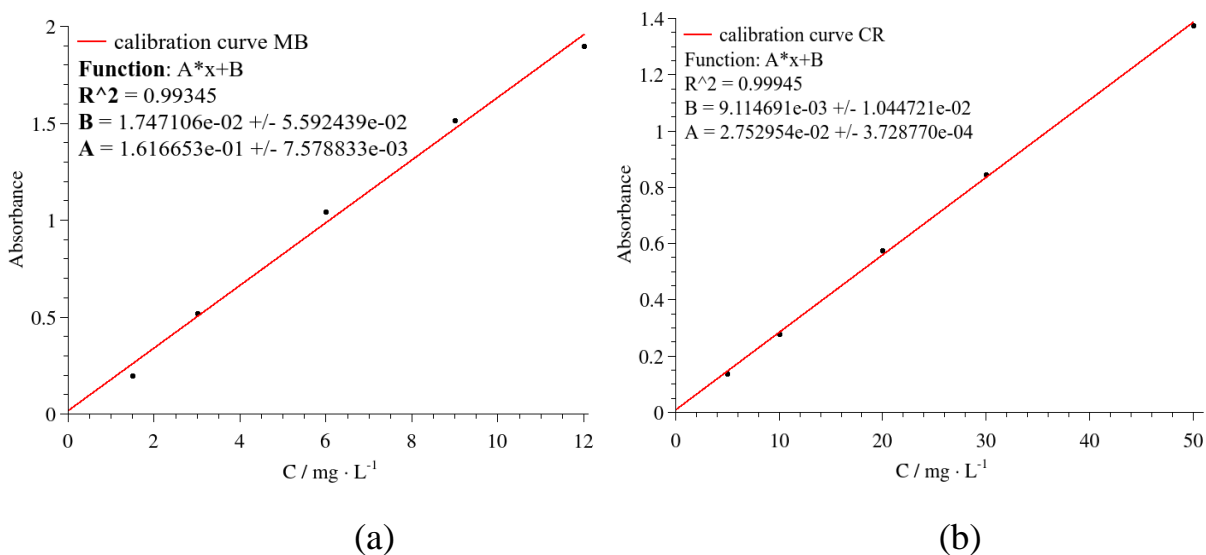 2
calibration curve MB
Function: A*x+B
R^2 = 0.99345
B = 1.747106e-02 +/- 5.592439e-02
A = 1.616653e-01 +/- 7.578833e-03
1.5
1
0.5
0
Absorbance
0 2 4 6 8 10 12
C / mg · L⁻¹
(a)
1.4
calibration curve CR
Function: A*x+B
R^2 = 0.99945
B = 9.114691e-03 +/- 1.044721e-02
A = 2.752954e-02 +/- 3.728770e-04
1.2
1
0.8
0.6
0.4
0.2
0
Absorbance
0 10 20 30 40 50
C / mg · L⁻¹
(b)